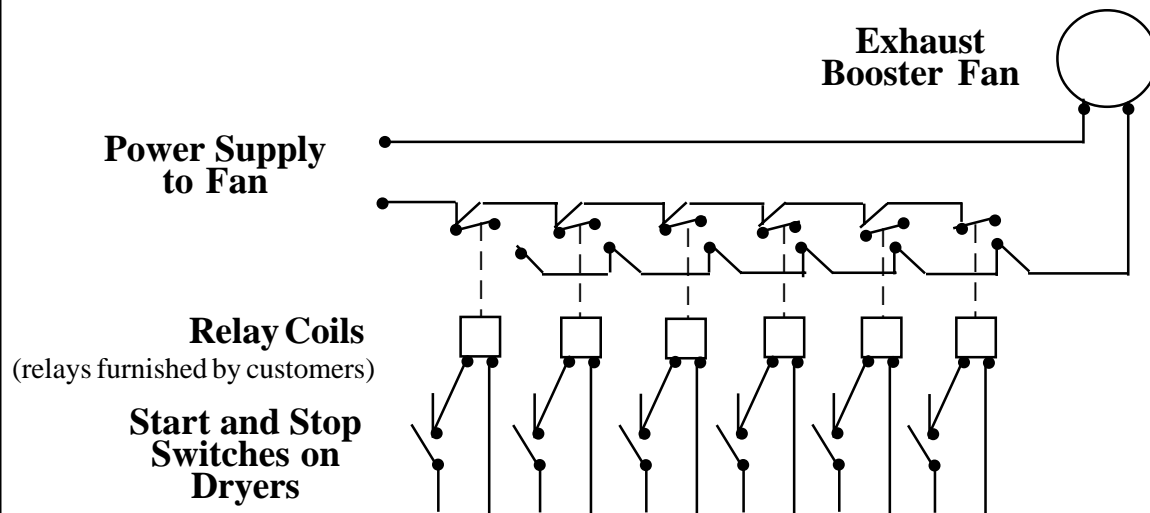 Exhaust
Booster Fan
Power Supply
to Fan
Relay Coils
(relays furnished by customers)
Start and Stop
Switches on
Dryers